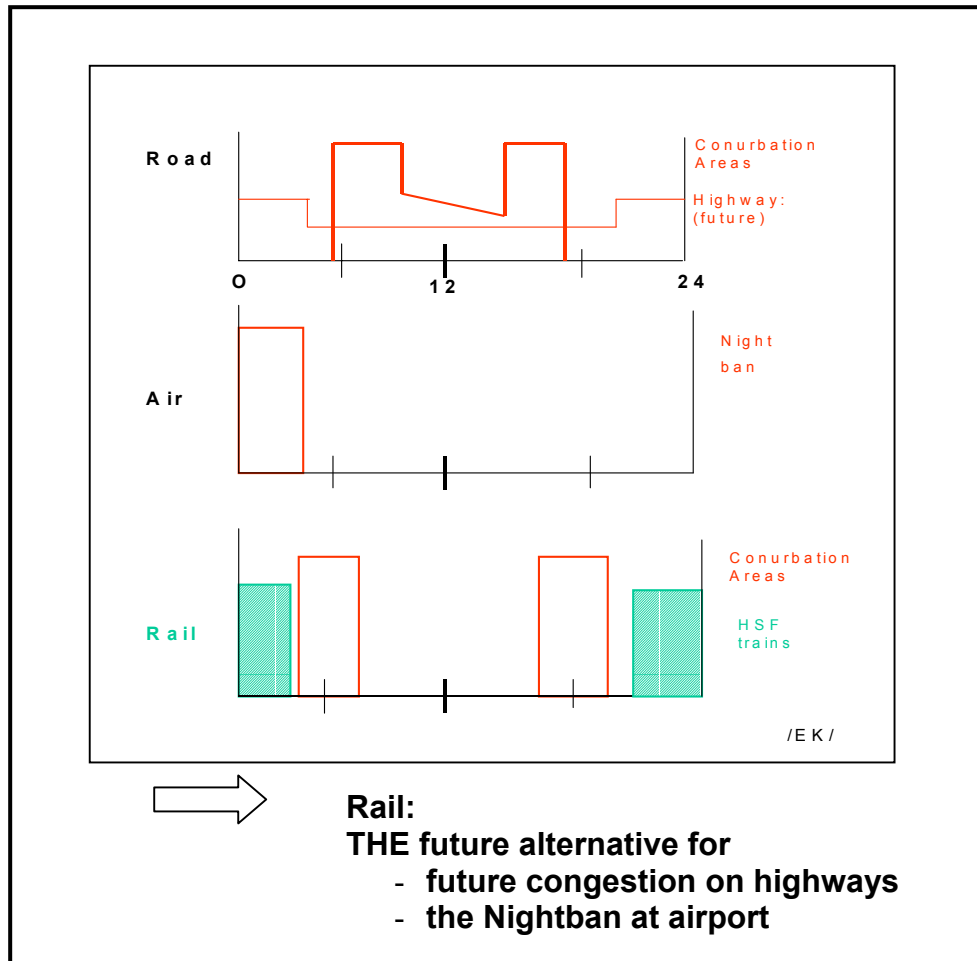 Road
Conurbation
Areas
Highway:
(future)
O
12
24
Air
Night
ban
Rail
Conurbation
Areas
HSF
trains
/EK/
Rail:
THE future alternative for
- future congestion on highways
- the Nightban at airport